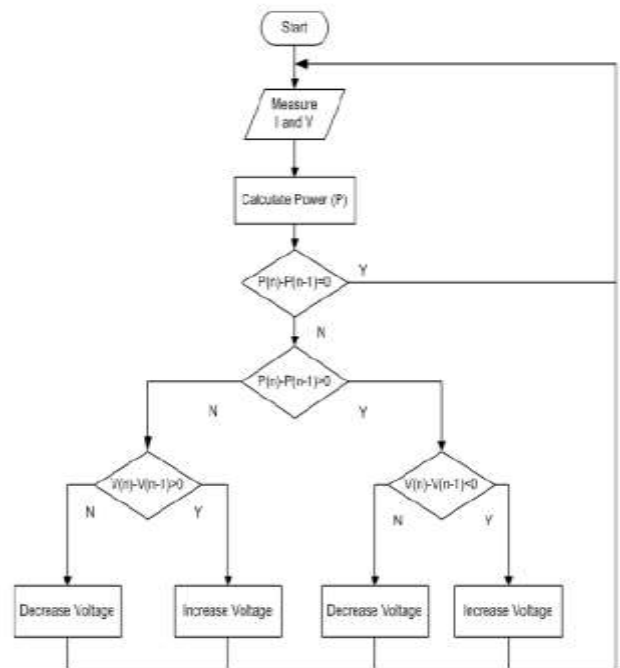 Start
Measure
I and V
Calculate Power (P)
P(n)-P(n-1)=0
Y
N
P(n)-P(n-1)>0
N
Y
V(n)-V(n-1)>0
V(n)-V(n-1)<0
N
Y
N
Y
Decrease Voltage
Increase Voltage
Decrease Voltage
Increase Voltage